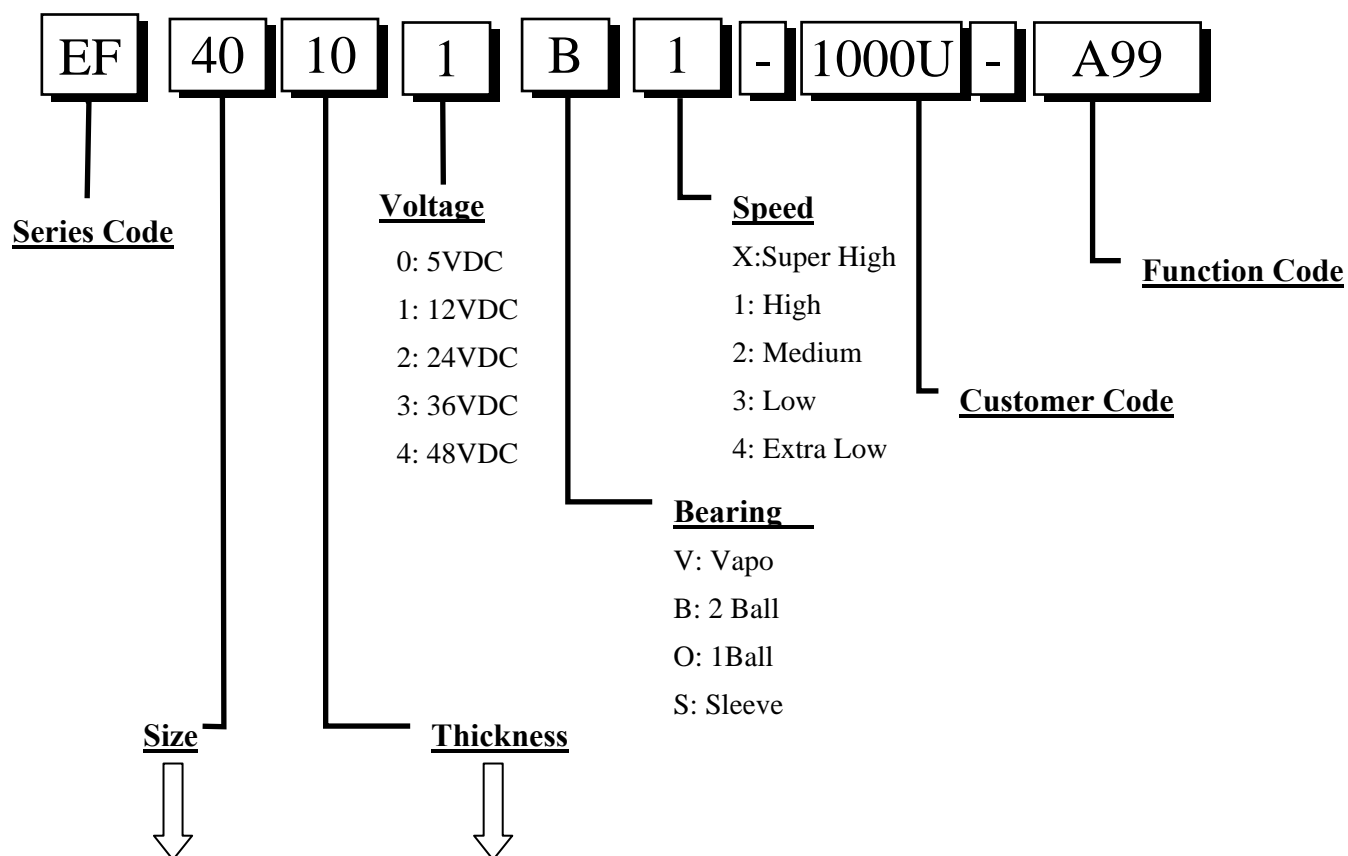 EF 40 10 1 B 1 - 1000U - A99
Series Code
Voltage
0: 5VDC
1: 12VDC
2: 24VDC
3: 36VDC
4: 48VDC
Speed
X:Super High
1: High
2: Medium
3: Low
4: Extra Low
Function Code
Customer Code
Bearing
V: Vapo
B: 2 Ball
O: 1Ball
S: Sleeve
Size
Thickness